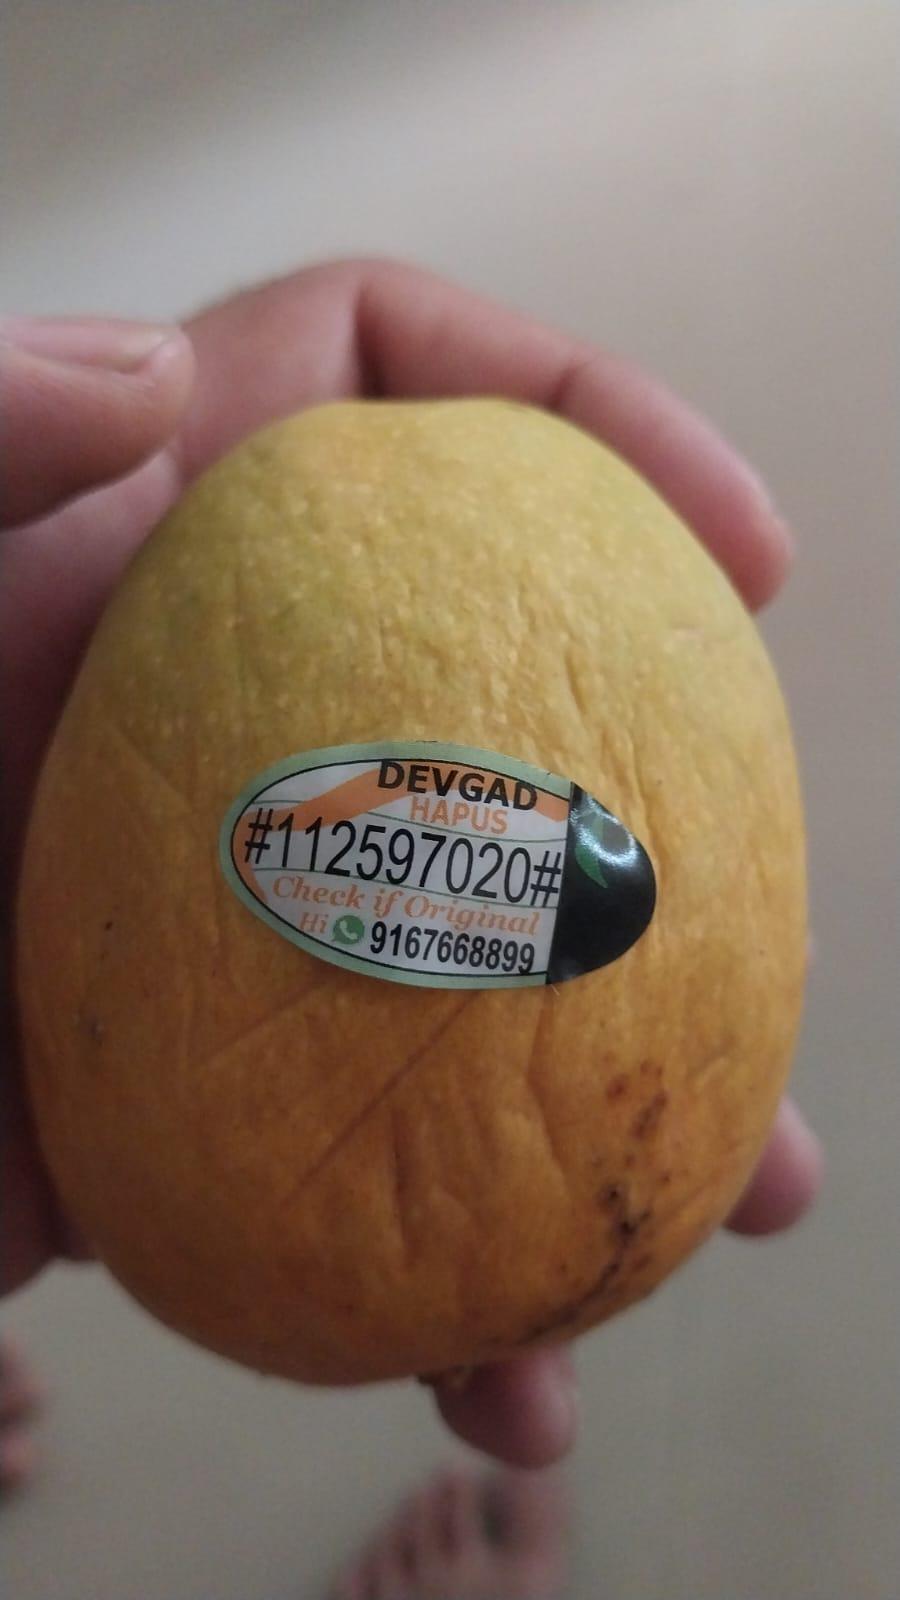 DEVGAD
HAPUS
#112597020#
Check if Original
Hi 9167668899